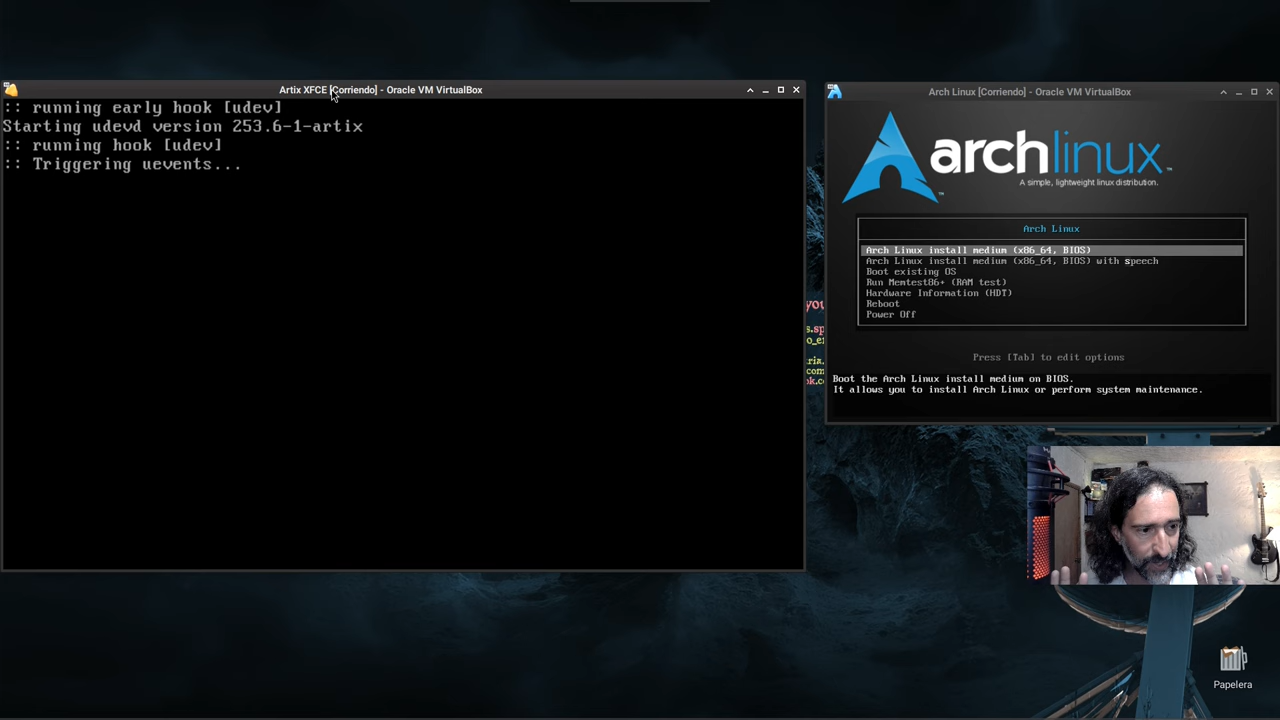 Artix XFCE [Corriendo] - Oracle VM VirtualBox
:: running early hook [udev]
Starting udevd version 253.6-1-artix
:: running hook [udev]
:: Triggering uevents...
Arch Linux [Corriendo] - Oracle VM VirtualBox
archlinux
A simple, lightweight linux distribution.
Arch Linux
Arch Linux install medium (x86_64, BIOS)
Arch Linux install medium (x86_64, BIOS) with speech
Boot existing OS
Run Memtest86+ (RAM test)
Hardware Information (HDT)
Reboot
Power Off
Press [Tab] to edit options
Boot the Arch Linux install medium on BIOS.
It allows you to install Arch Linux or perform system maintenance.
Papelera